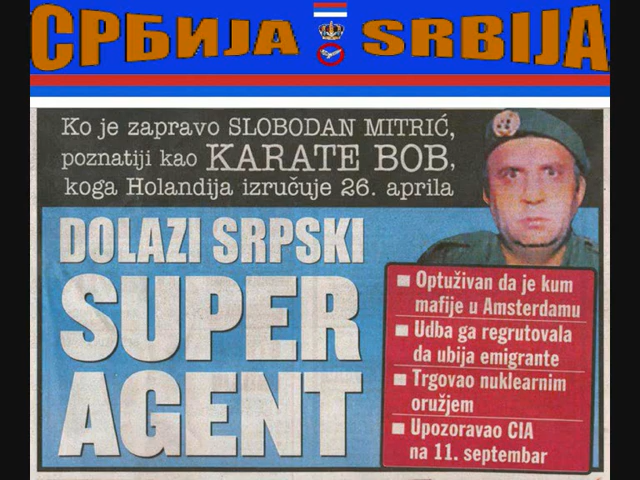 СРБИЈА SRBIJA
Ko je zapravo SLOBODAN MITRIĆ,
poznatiji kao KARATE BOB,
koga Holandija izručuje 26. aprila
DOLAZI SRPSKI
SUPER
AGENT
Optuživan da je kum
mafije u Amsterdamu
Udba ga regrutovala
da ubija emigrante
Trgovao nuklearnim
oružjem
Upozoravao CIA
na 11. septembar